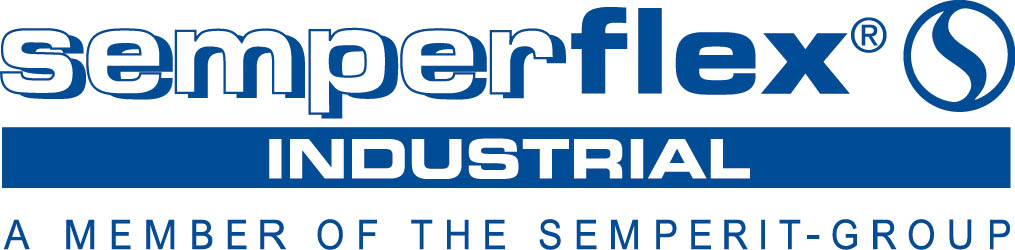 semperflex®
INDUSTRIAL
A MEMBER OF THE SEMPERIT-GROUP